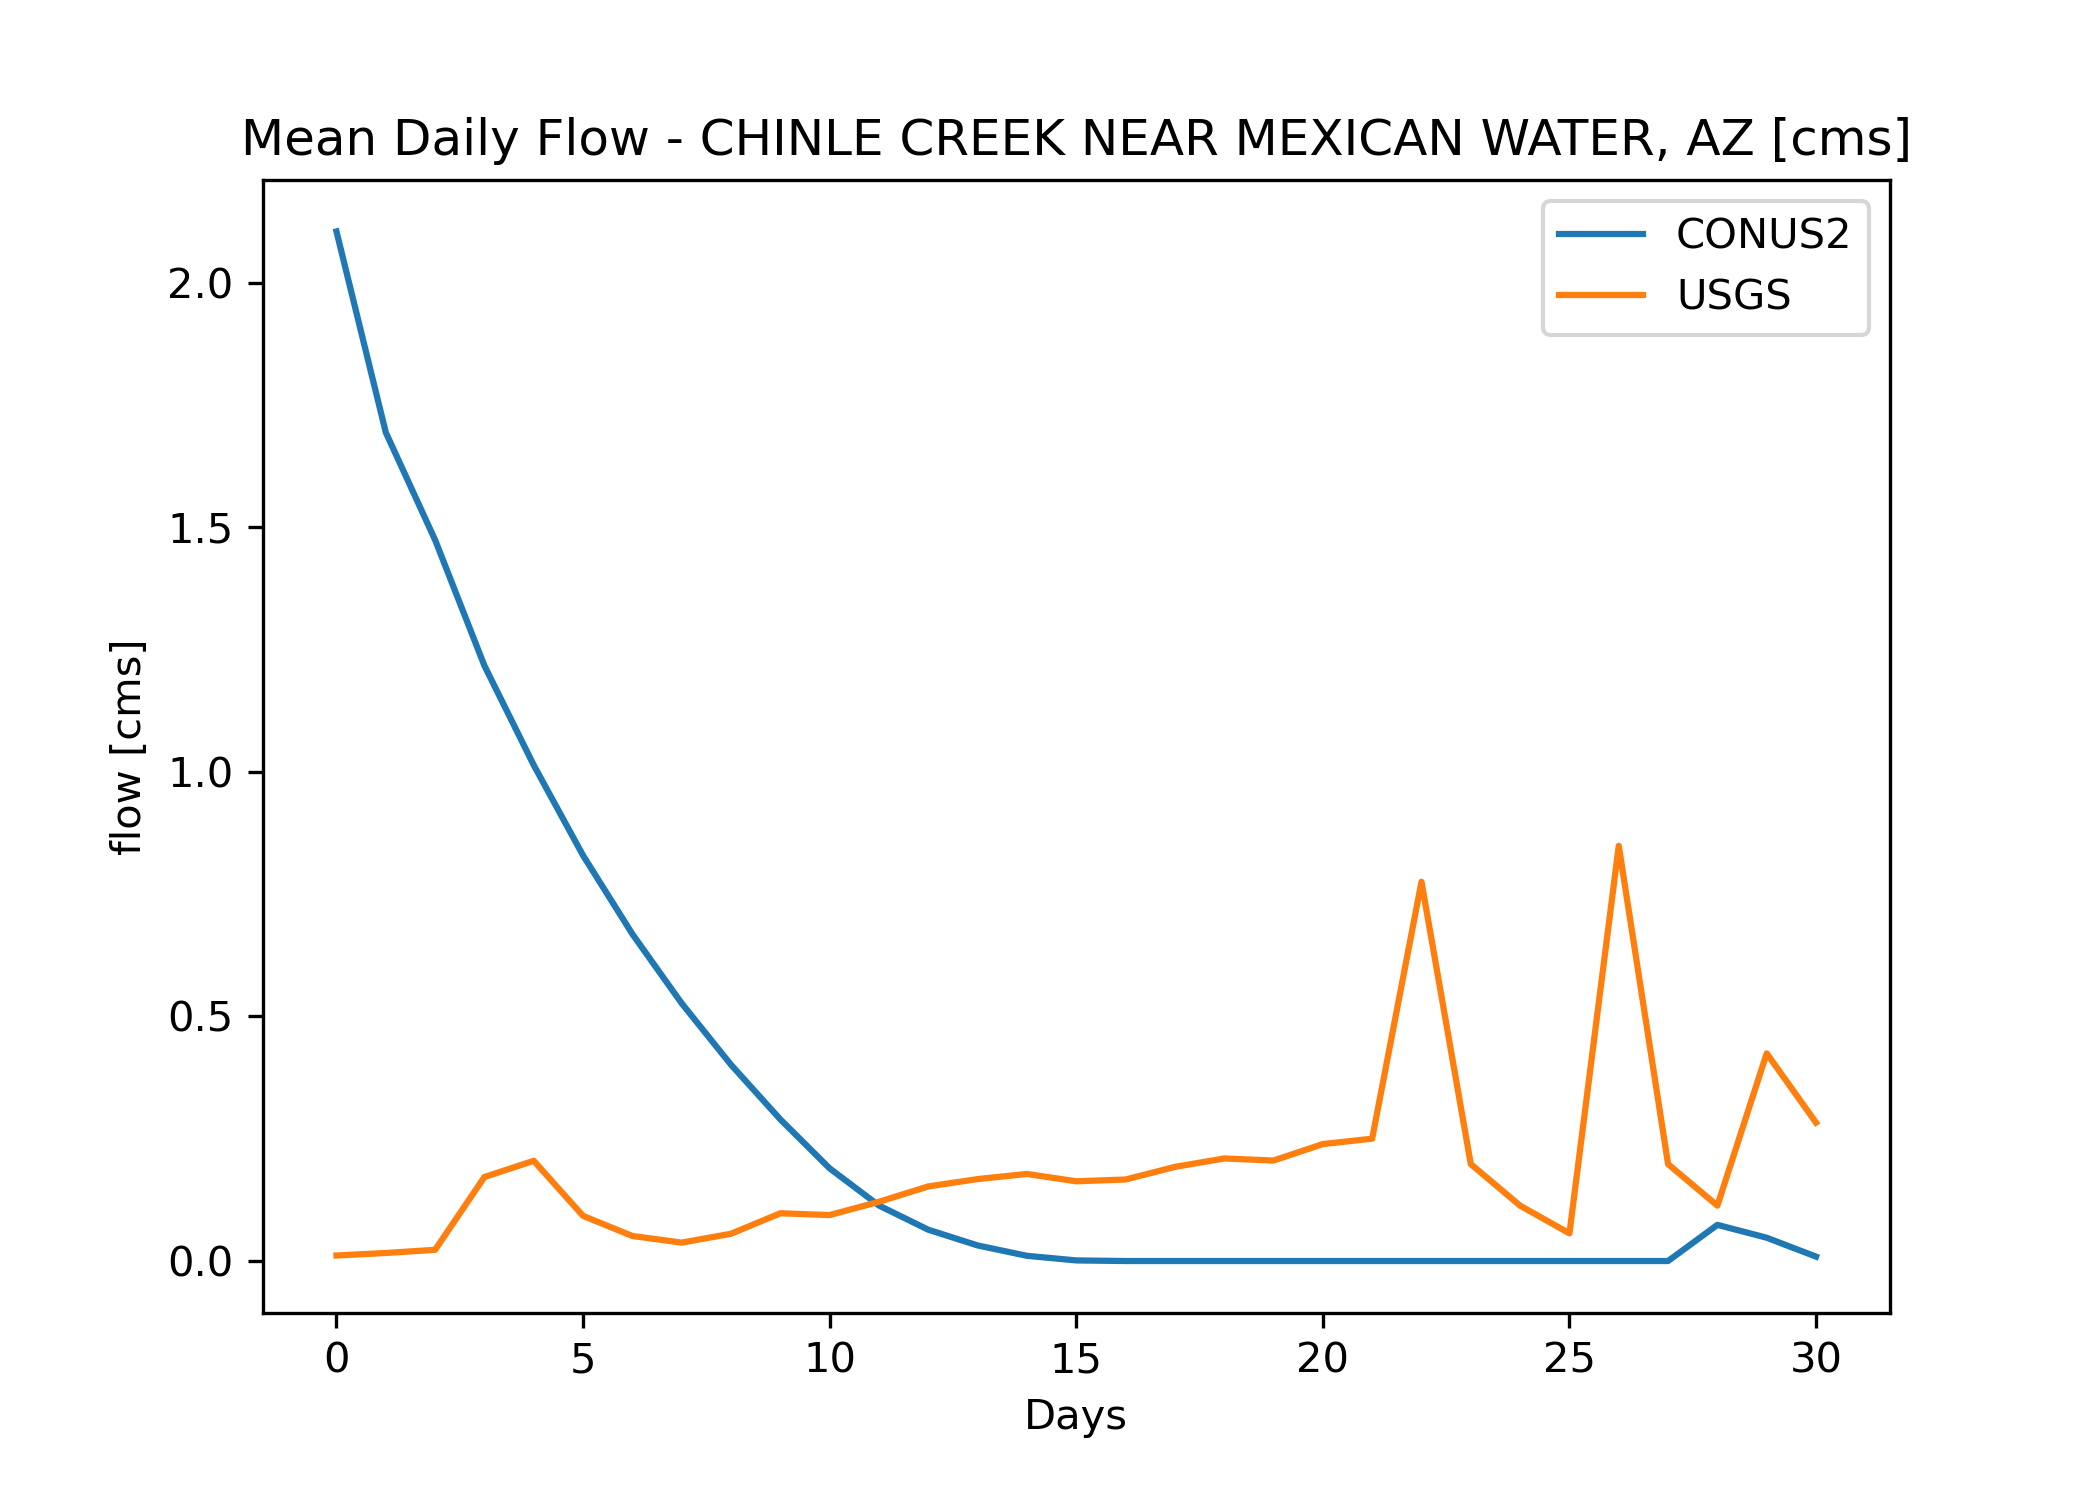 Mean Daily Flow - CHINLE CREEK NEAR MEXICAN WATER, AZ [cms]
CONUS2
USGS
2.0
1.5
1.0
0.5
0.0
flow [cms]
0 5 10 15 20 25 30
Days